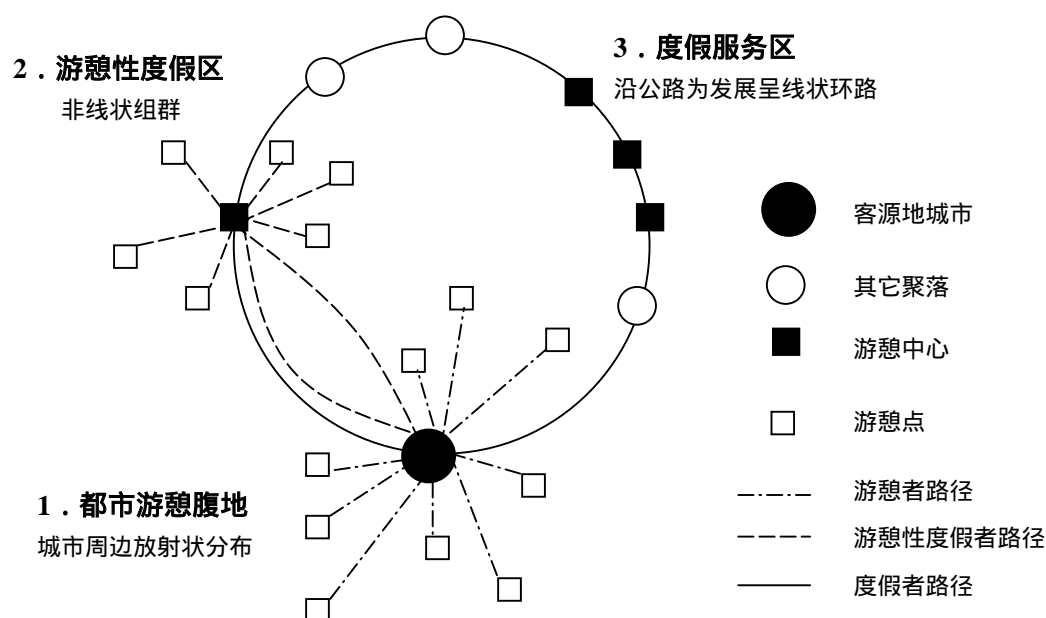 2．游憩性度假区
非线状组群
3．度假服务区
沿公路为发展呈线状环路
客源地城市
其它聚落
游憩中心
游憩点
1．都市游憩腹地
城市周边放射状分布
游憩者路径
游憩性度假者路径
度假者路径